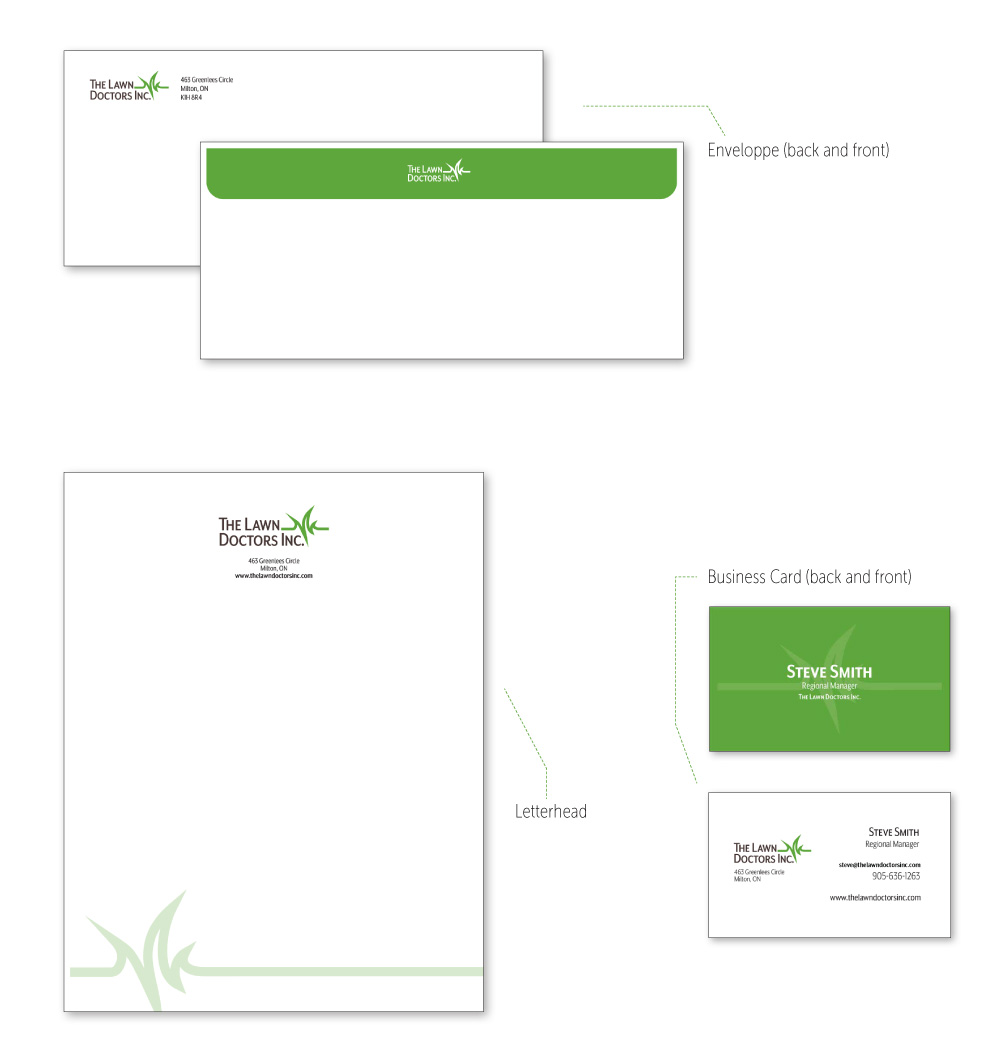 THE LAWN
DOCTORS INC.
463 Greenlees Circle
Milton, ON
K1H 8R4
Enveloppe (back and front)
THE LAWN
DOCTORS INC.
THE LAWN
DOCTORS INC.
463 Greenlees Circle
Milton, ON
www.thelawndoctorsinc.com
Letterhead
Business Card (back and front)
STEVE SMITH
Regional Manager
THE LAWN DOCTORS INC.
THE LAWN
DOCTORS INC.
463 Greenlees Circle
Milton, ON
STEVE SMITH
Regional Manager
steve@thelawndoctorsinc.com
905-636-1263
www.thelawndoctorsinc.com